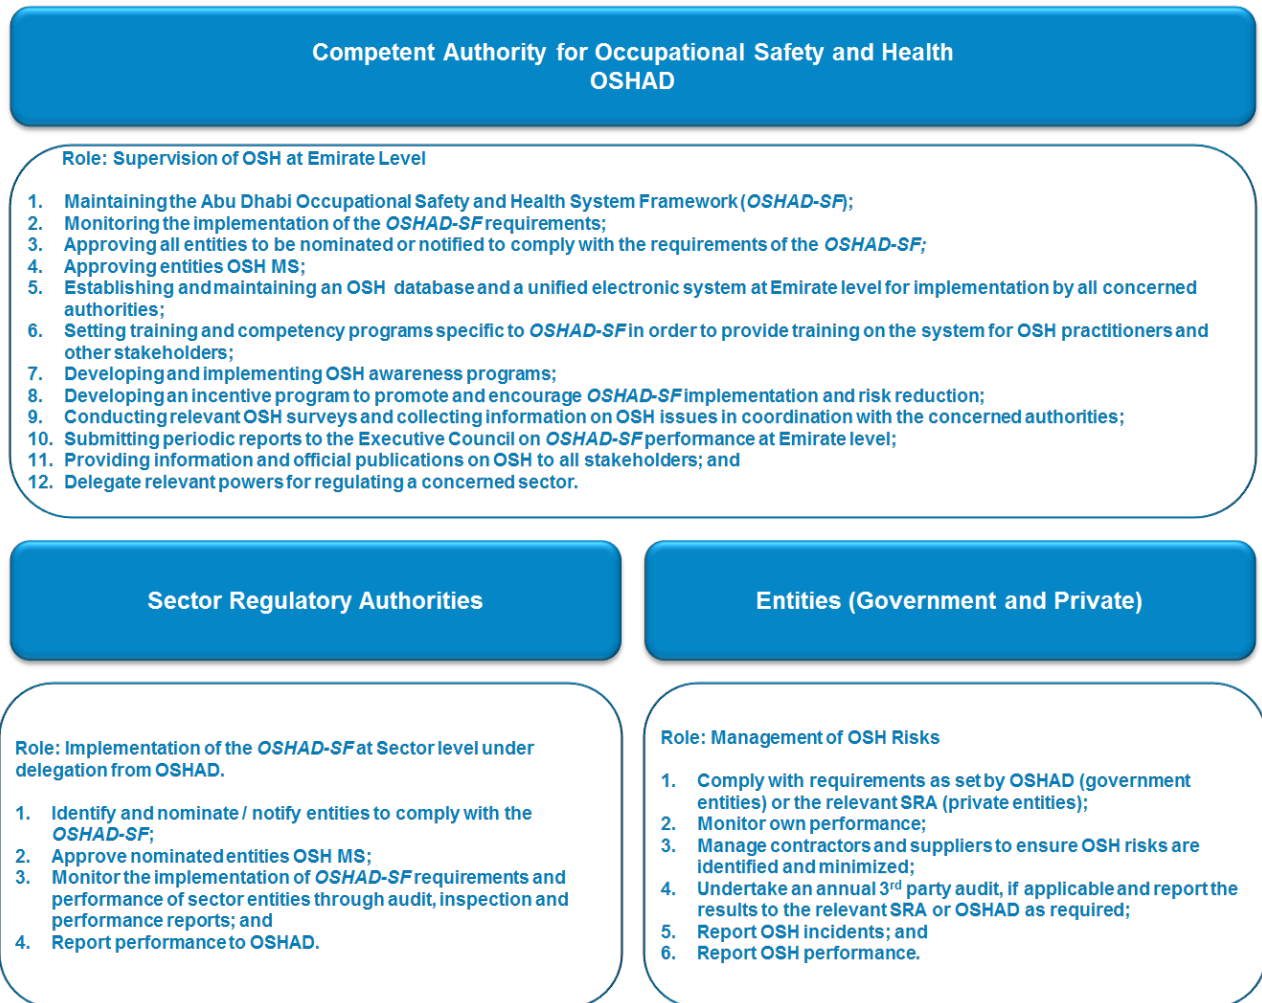 Competent Authority for Occupational Safety and Health
OSHAD
Role: Supervision of OSH at Emirate Level
1. Maintaining the Abu Dhabi Occupational Safety and Health System Framework (OSHAD-SF);
2. Monitoring the implementation of the OSHAD-SF requirements;
3. Approving all entities to be nominated or notified to comply with the requirements of the OSHAD-SF;
4. Approving entities OSH MS;
5. Establishing and maintaining an OSH database and a unified electronic system at Emirate level for implementation by all concerned
authorities;
6. Setting training and competency programs specific to OSHAD-SF in order to provide training on the system for OSH practitioners and
other stakeholders;
7. Developing and implementing OSH awareness programs;
8. Developing an incentive program to promote and encourage OSHAD-SF implementation and risk reduction;
9. Conducting relevant OSH surveys and collecting information on OSH issues in coordination with the concerned authorities;
10. Submitting periodic reports to the Executive Council on OSHAD-SF performance at Emirate level;
11. Providing information and official publications on OSH to all stakeholders; and
12. Delegate relevant powers for regulating a concerned sector.
Sector Regulatory Authorities
Role: Implementation of the OSHAD-SF at Sector level under
delegation from OSHAD.
1. Identify and nominate / notify entities to comply with the
OSHAD-SF;
2. Approve nominated entities OSH MS;
3. Monitor the implementation of OSHAD-SF requirements and
performance of sector entities through audit, inspection and
performance reports; and
4. Report performance to OSHAD.
Entities (Government and Private)
Role: Management of OSH Risks
1. Comply with requirements as set by OSHAD (government
entities) or the relevant SRA (private entities);
2. Monitor own performance;
3. Manage contractors and suppliers to ensure OSH risks are
identified and minimized;
4. Undertake an annual 3rd party audit, if applicable and report the
results to the relevant SRA or OSHAD as required;
5. Report OSH incidents; and
6. Report OSH performance.